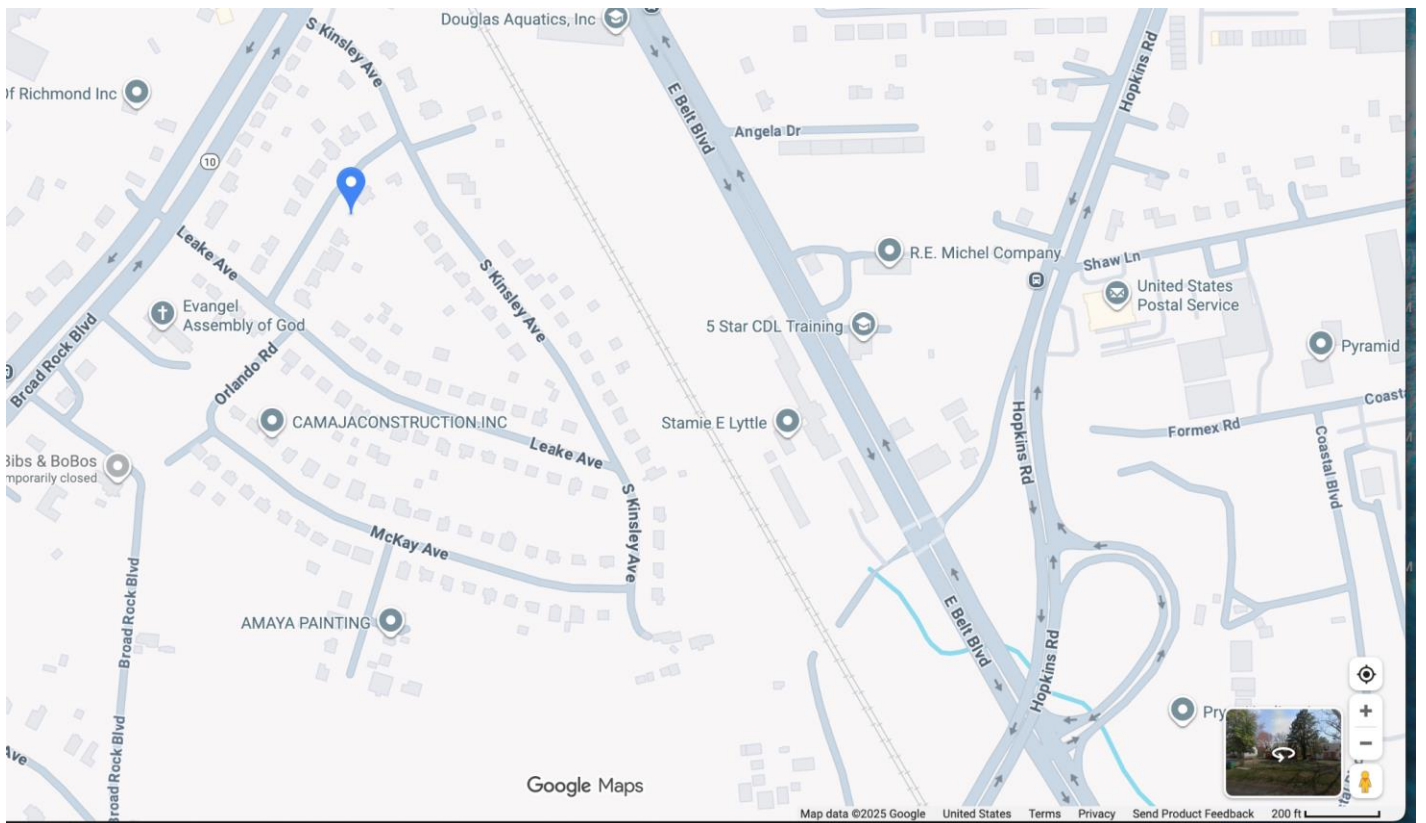 Douglas Aquatics, Inc
S Kinsley Ave
Hopkins Rd
Of Richmond Inc
E Belt Blvd
Angela Dr
10
Leake Ave
R.E. Michel Company
Shaw Ln
S Kinsley Ave
United States
Postal Service
Evangel
Assembly of God
5 Star CDL Training
Pyramid
Broad Rock Blvd
Orlando Rd
Coast
CAMAJACONSTRUCTION.INC
Stamie E Lyttle
Formex Rd
Hopkins Rd
Leake Ave
Coastal Blvd
Bibs & BoBos
mporarily closed
S Kinsley Ave
McKay Ave
Broad Rock Blvd
AMAYA PAINTING
E Belt Blvd
Hopkins Rd
Pry
Broad Rock Blvd
Ave
Google Maps
Map data ©2025 Google United States Terms Privacy Send Product Feedback 200 ft